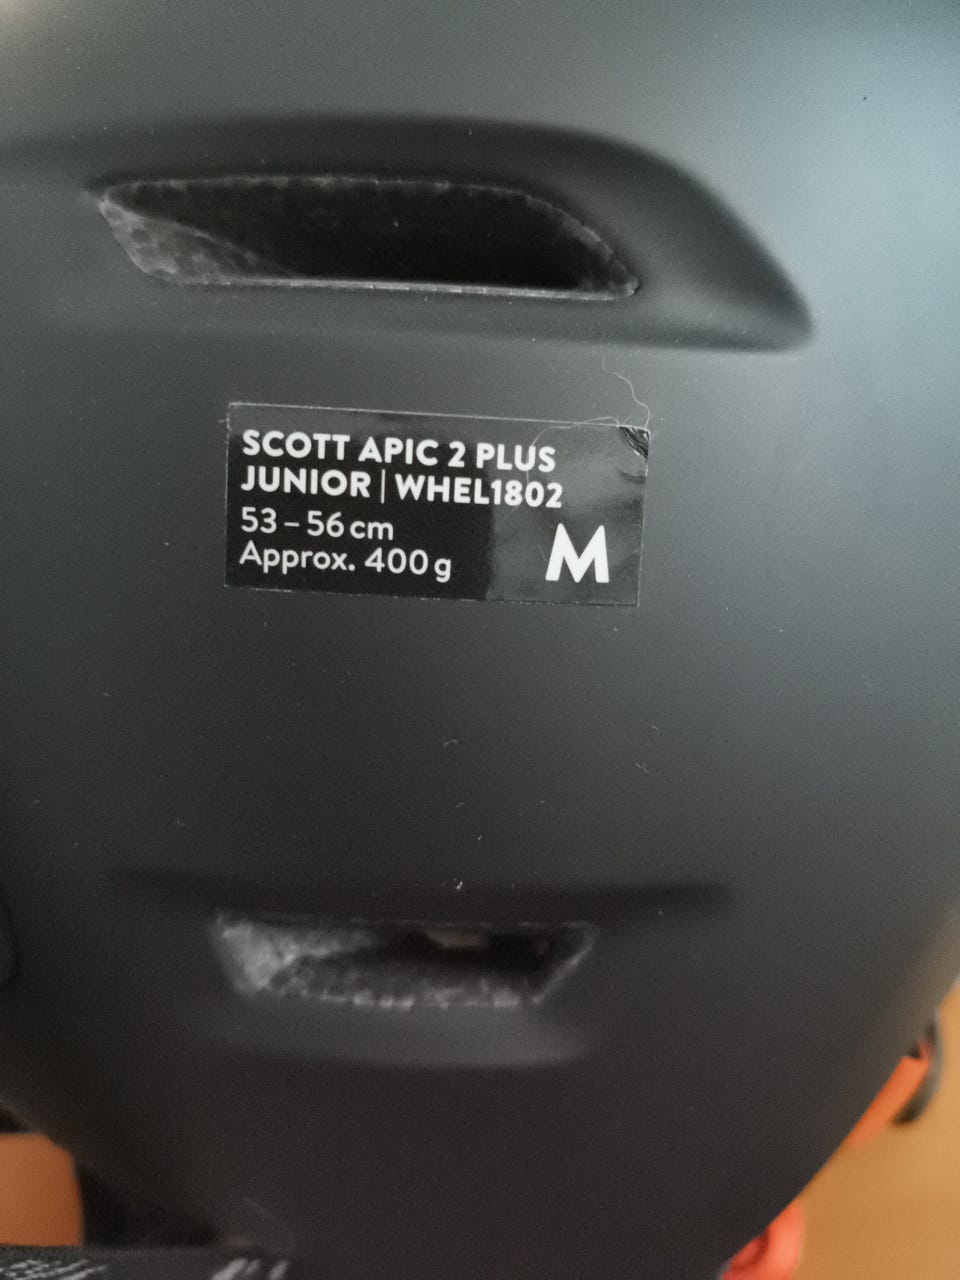 SCOTT APIC 2 PLUS
JUNIOR | WHEL1802
53 – 56 cm
Approx. 400 g
M